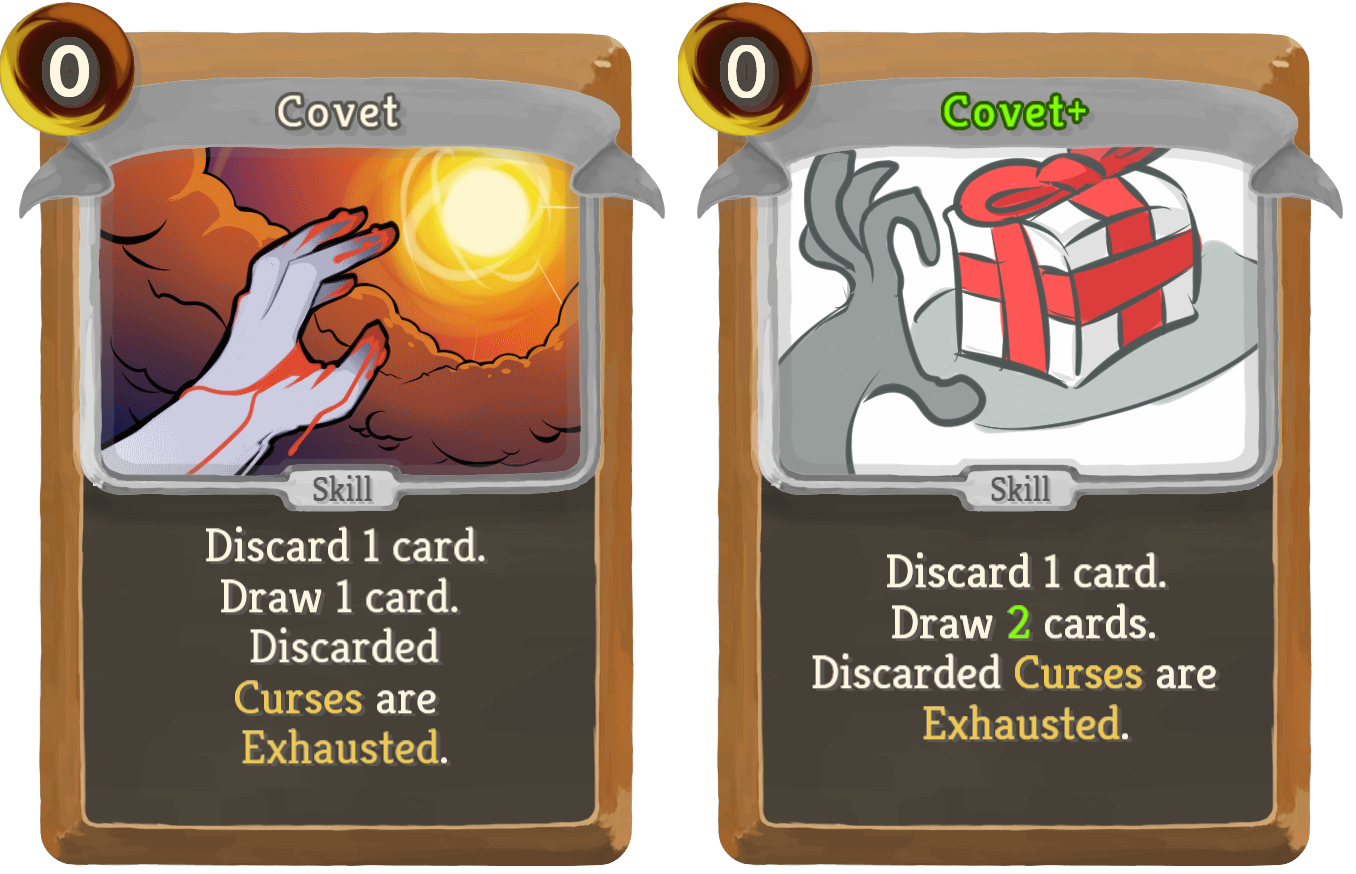 0
Covet
Skill
Discard 1 card.
Draw 1 card.
Discarded
Curses are
Exhausted.
0
Covet+
Skill
Discard 1 card.
Draw 2 cards.
Discarded Curses are
Exhausted.